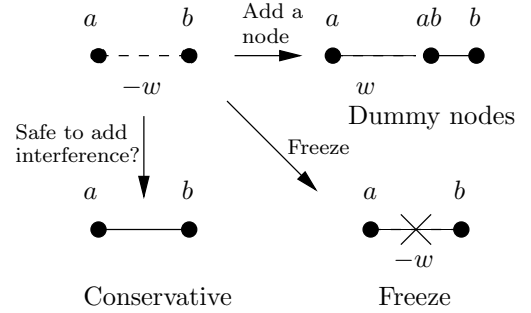 a b Add a node a ab b
−w w
Dummy nodes
Safe to add
interference?
Freeze
a b a b
−w
Conservative Freeze